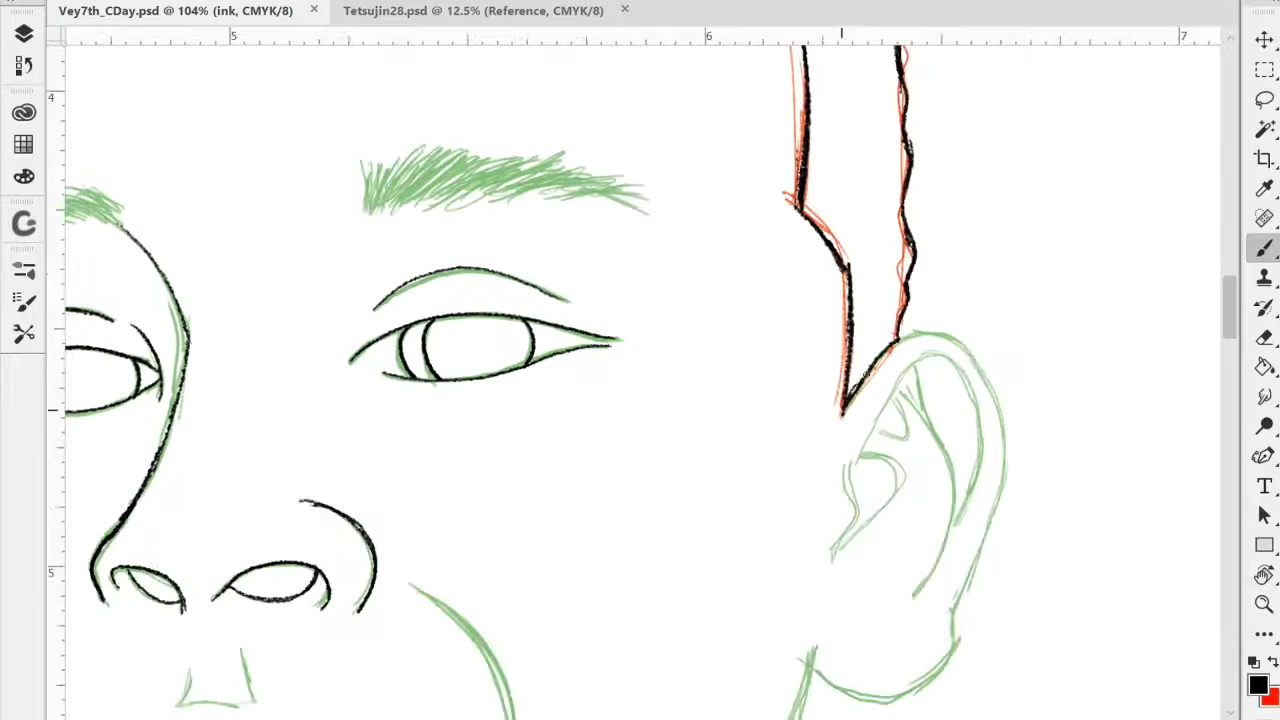 Vey7th_CDay.psd @ 104% (ink, CMYK/8) × Tetsujin28.psd @ 12.5% (Reference, CMYK/8) ×
5 6 7
4
5
T